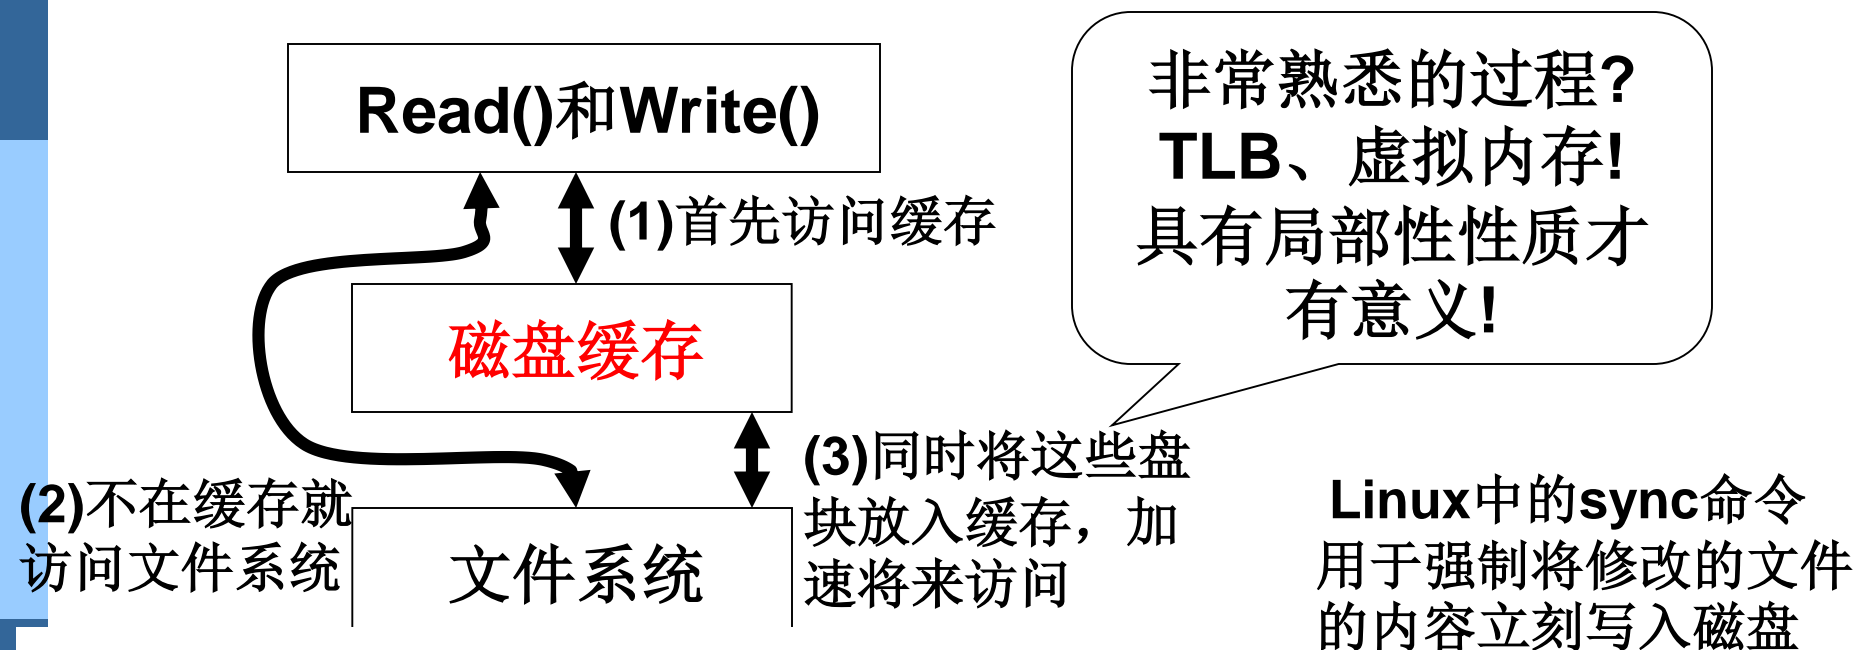 Read()和Write()
(1)首先访问缓存
磁盘缓存
(2)不在缓存就
访问文件系统
文件系统
(3)同时将这些盘
块放入缓存，加
速将来访问
非常熟悉的过程?
TLB、虚拟内存!
具有局部性性质才
有意义!
Linux中的sync命令
用于强制将修改的文件
的内容立刻写入磁盘